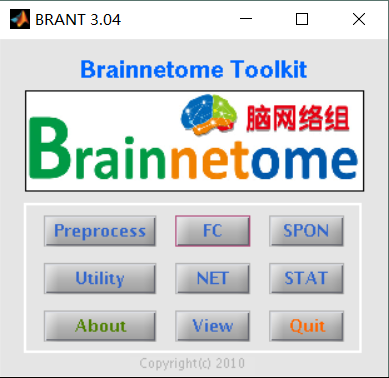 BRANT 3.04
Brainnetome Toolkit
脑网络组
Brainnetome
Preprocess FC SPON
Utility NET STAT
About View Quit
Copyright(c) 2010